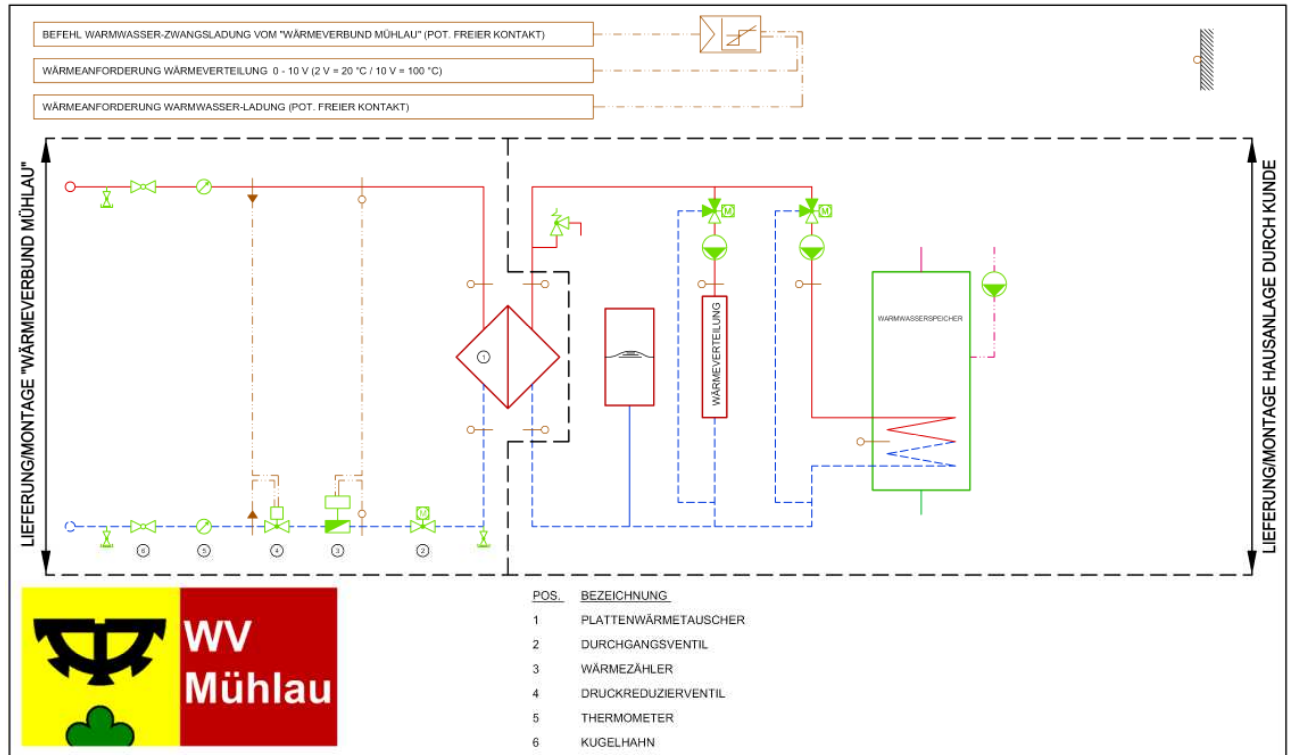 BEFEHL WARMWASSER-ZWANGSLADUNG VOM "WÄRMEVERBUND MÜHLAU" (POT. FREIER KONTAKT)
WÄRMEANFORDERUNG WÄRMEVERTEILUNG 0 - 10 V (2 V = 20 °C / 10 V = 100 °C)
WÄRMEANFORDERUNG WARMWASSER-LADUNG (POT. FREIER KONTAKT)
LIEFERUNG/MONTAGE "WÄRMEVERBUND MÜHLAU"
M
M
WARMWASSERSPEICHER
WÄRMEVERTEILUNG
1
M
6
5
4
3
2
LIEFERUNG/MONTAGE HAUSANLAGE DURCH KUNDE
WV
Mühlau
POS. BEZEICHNUNG
1 PLATTENWÄRMETAUSCHER
2 DURCHGANGSVENTIL
3 WÄRMEZÄHLER
4 DRUCKREDUZIERVENTIL
5 THERMOMETER
6 KUGELHAHN